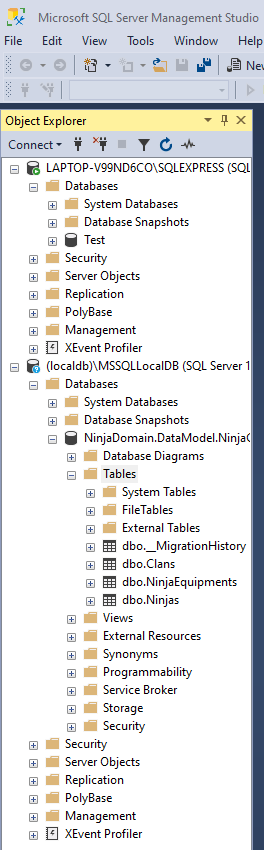 Microsoft SQL Server Management Studio
File Edit View Tools Window Help
New
Object Explorer
Connect
LAPTOP-V99ND6CO\SQLEXPRESS (SQL
Databases
System Databases
Database Snapshots
Test
Security
Server Objects
Replication
PolyBase
Management
XEvent Profiler
(localdb)\MSSQLLocalDB (SQL Server 1
Databases
System Databases
Database Snapshots
NinjaDomain.DataModel.NinjaC
Database Diagrams
Tables
System Tables
FileTables
External Tables
dbo.__MigrationHistory
dbo.Clans
dbo.NinjaEquipments
dbo.Ninjas
Views
External Resources
Synonyms
Programmability
Service Broker
Storage
Security
Security
Server Objects
Replication
PolyBase
Management
XEvent Profiler